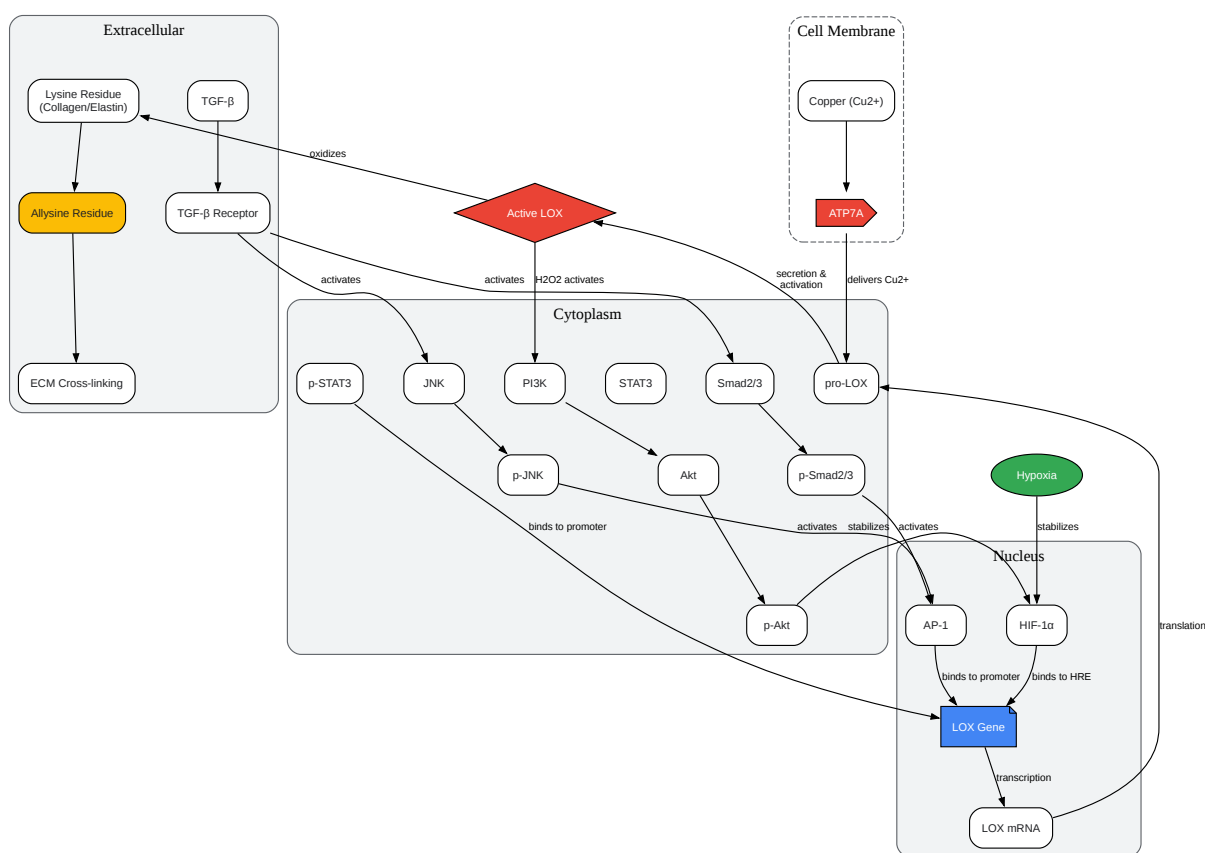 Extracellular
Cell Membrane
Lysine Residue
(Collagen/Elastin)
TGF-β
Copper (Cu2+)
oxidizes
Allysine Residue
TGF-β Receptor
Active LOX
ATP7A
activates
activates
H2O2 activates
secretion &
activation
delivers Cu2+
Cytoplasm
ECM Cross-linking
p-STAT3
JNK
PI3K
STAT3
Smad2/3
pro-LOX
p-JNK
Akt
p-Smad2/3
Hypoxia
binds to promoter
activates
stabilizes
activates
stabilizes
Nucleus
p-Akt
AP-1
HIF-1α
translation
binds to promoter
binds to HRE
LOX Gene
transcription
LOX mRNA